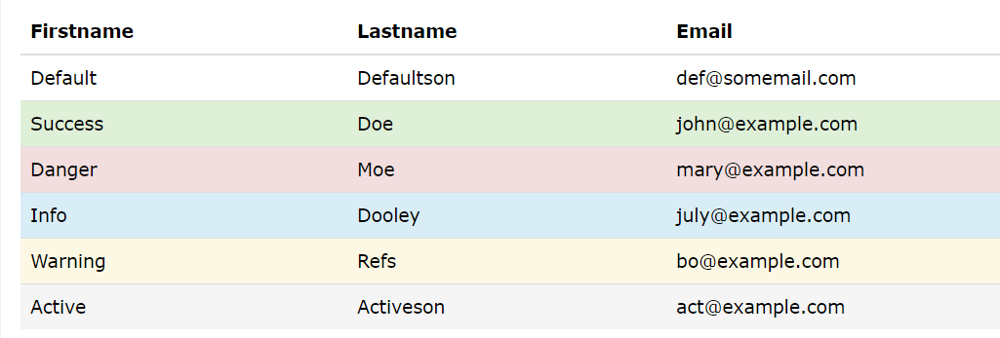 Firstname Lastname Email
Default Defaultson def@somemail.com
Success Doe john@example.com
Danger Moe mary@example.com
Info Dooley july@example.com
Warning Refs bo@example.com
Active Activeson act@example.com